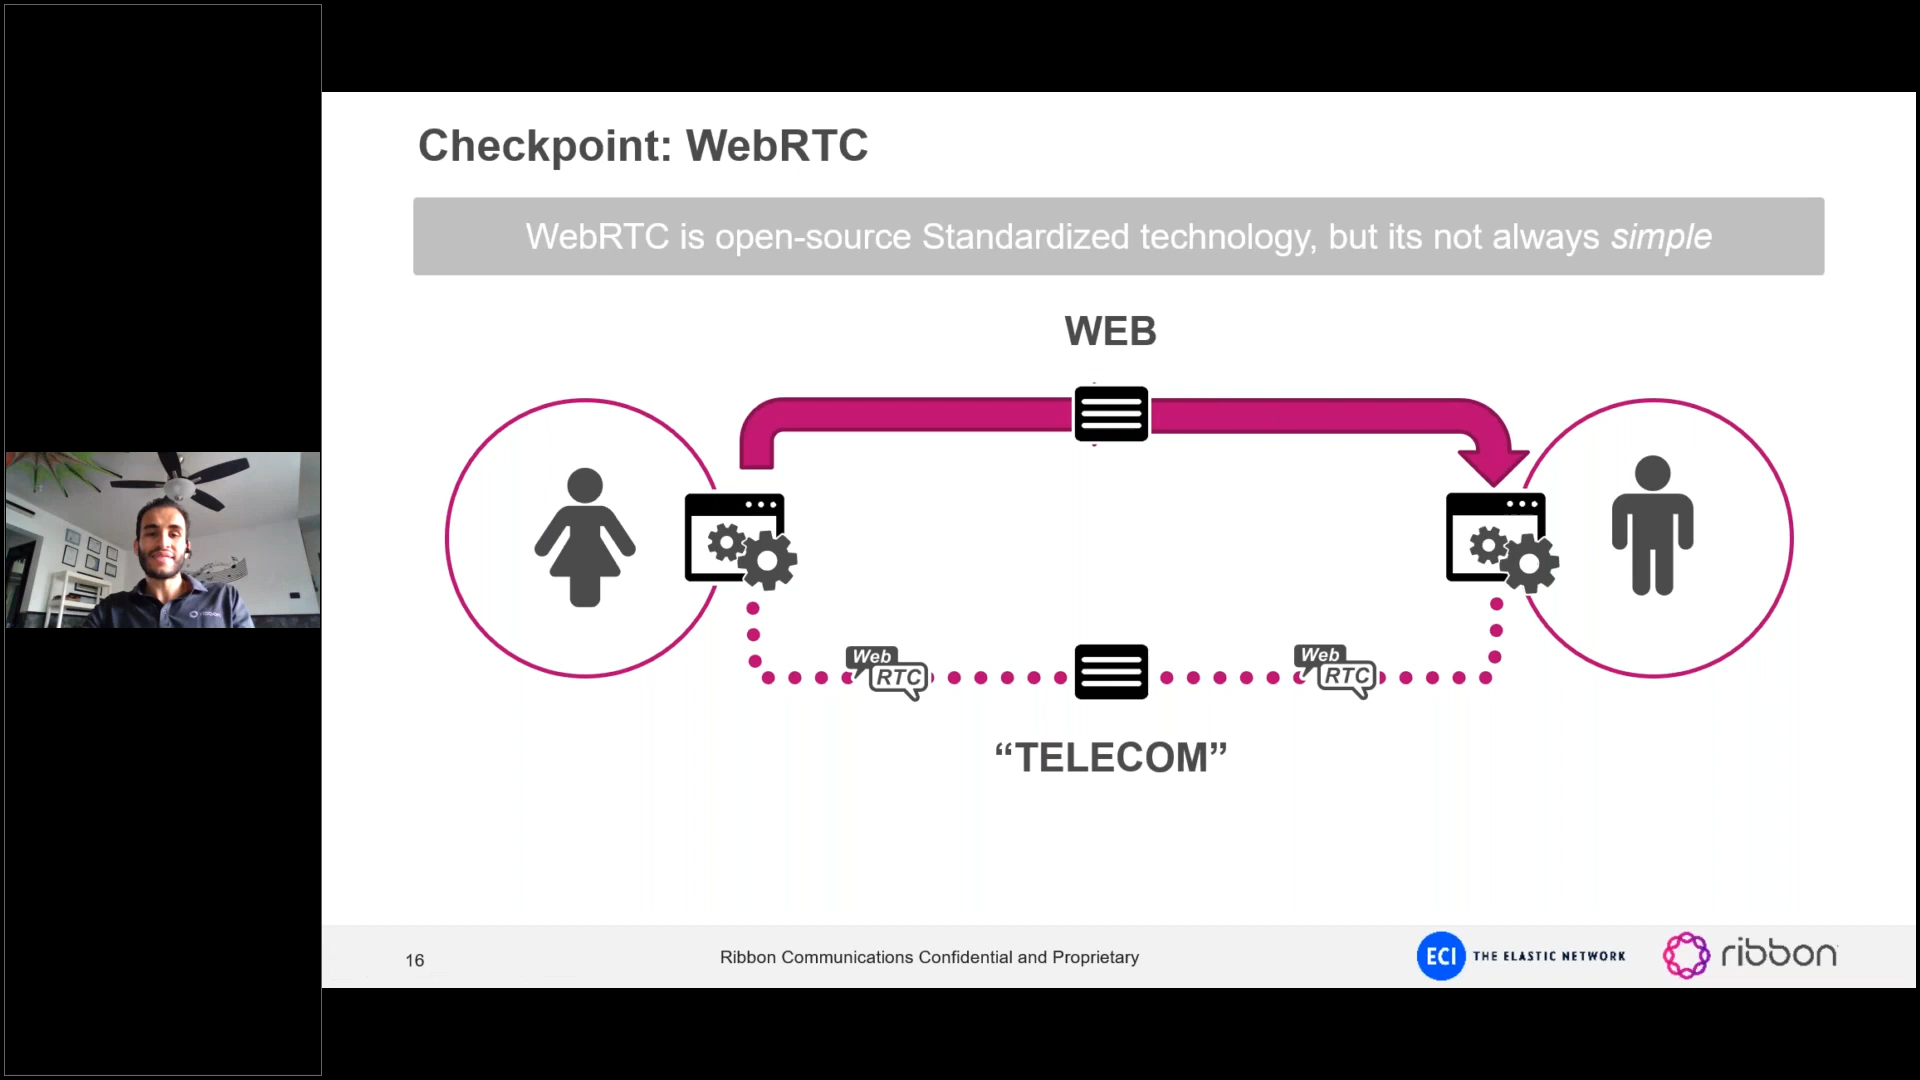 Checkpoint: WebRTC
WebRTC is open-source Standardized technology, but its not always simple
WEB
Web
RTC
Web
RTC
“TELECOM”
16
Ribbon Communications Confidential and Proprietary
ECI
THE ELASTIC NETWORK
ribbon
ribbon